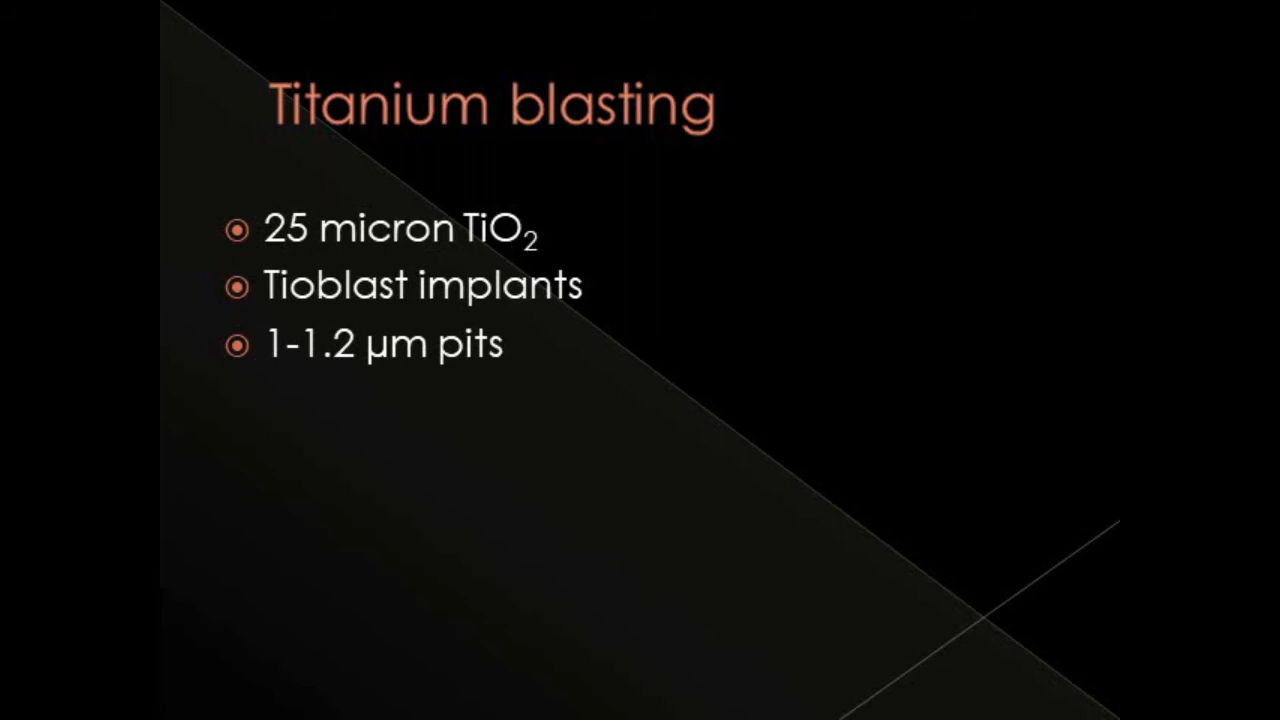 Titanium blasting
25 micron TiO₂
Tioblast implants
1-1.2 µm pits